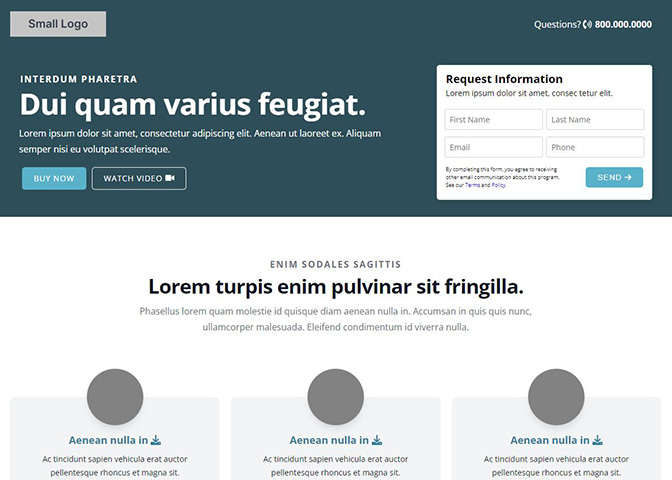 Small Logo
Questions? 800.000.0000
INTERDUM PHARETRA
Dui quam varius feugiat.
Lorem ipsum dolor sit amet, consectetur adipiscing elit. Aenean ut laoreet ex. Aliquam
semper nisi eu volutpat scelerisque.
BUY NOW
WATCH VIDEO
Request Information
Lorem ipsum dolor sit amet, consec tetur elit.
First Name
Last Name
Email
Phone
By completing this form, you agree to receiving
other email communication about this program.
See our Terms and Policy.
SEND
ENIM SODALES SAGITTIS
Lorem turpis enim pulvinar sit fringilla.
Phasellus lorem quam molestie id quisque diam aenean nulla in. Accumsan in quis quis nunc,
ullamcorper malesuada. Eleifend condimentum id viverra nulla.
Aenean nulla in
Ac tincidunt sapien vehicula erat auctor
pellentesque rhoncus et magna sit.
Aenean nulla in
Ac tincidunt sapien vehicula erat auctor
pellentesque rhoncus et magna sit.
Aenean nulla in
Ac tincidunt sapien vehicula erat auctor
pellentesque rhoncus et magna sit.